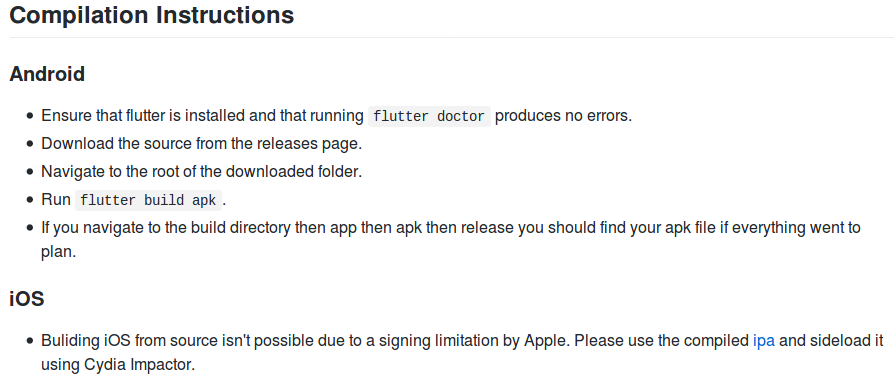 Compilation Instructions
Android
Ensure that flutter is installed and that running flutter doctor produces no errors.
Download the source from the releases page.
Navigate to the root of the downloaded folder.
Run flutter build apk.
If you navigate to the build directory then app then apk then release you should find your apk file if everything went to
plan.
iOS
Buliding iOS from source isn't possible due to a signing limitation by Apple. Please use the compiled ipa and sideload it
using Cydia Impactor.